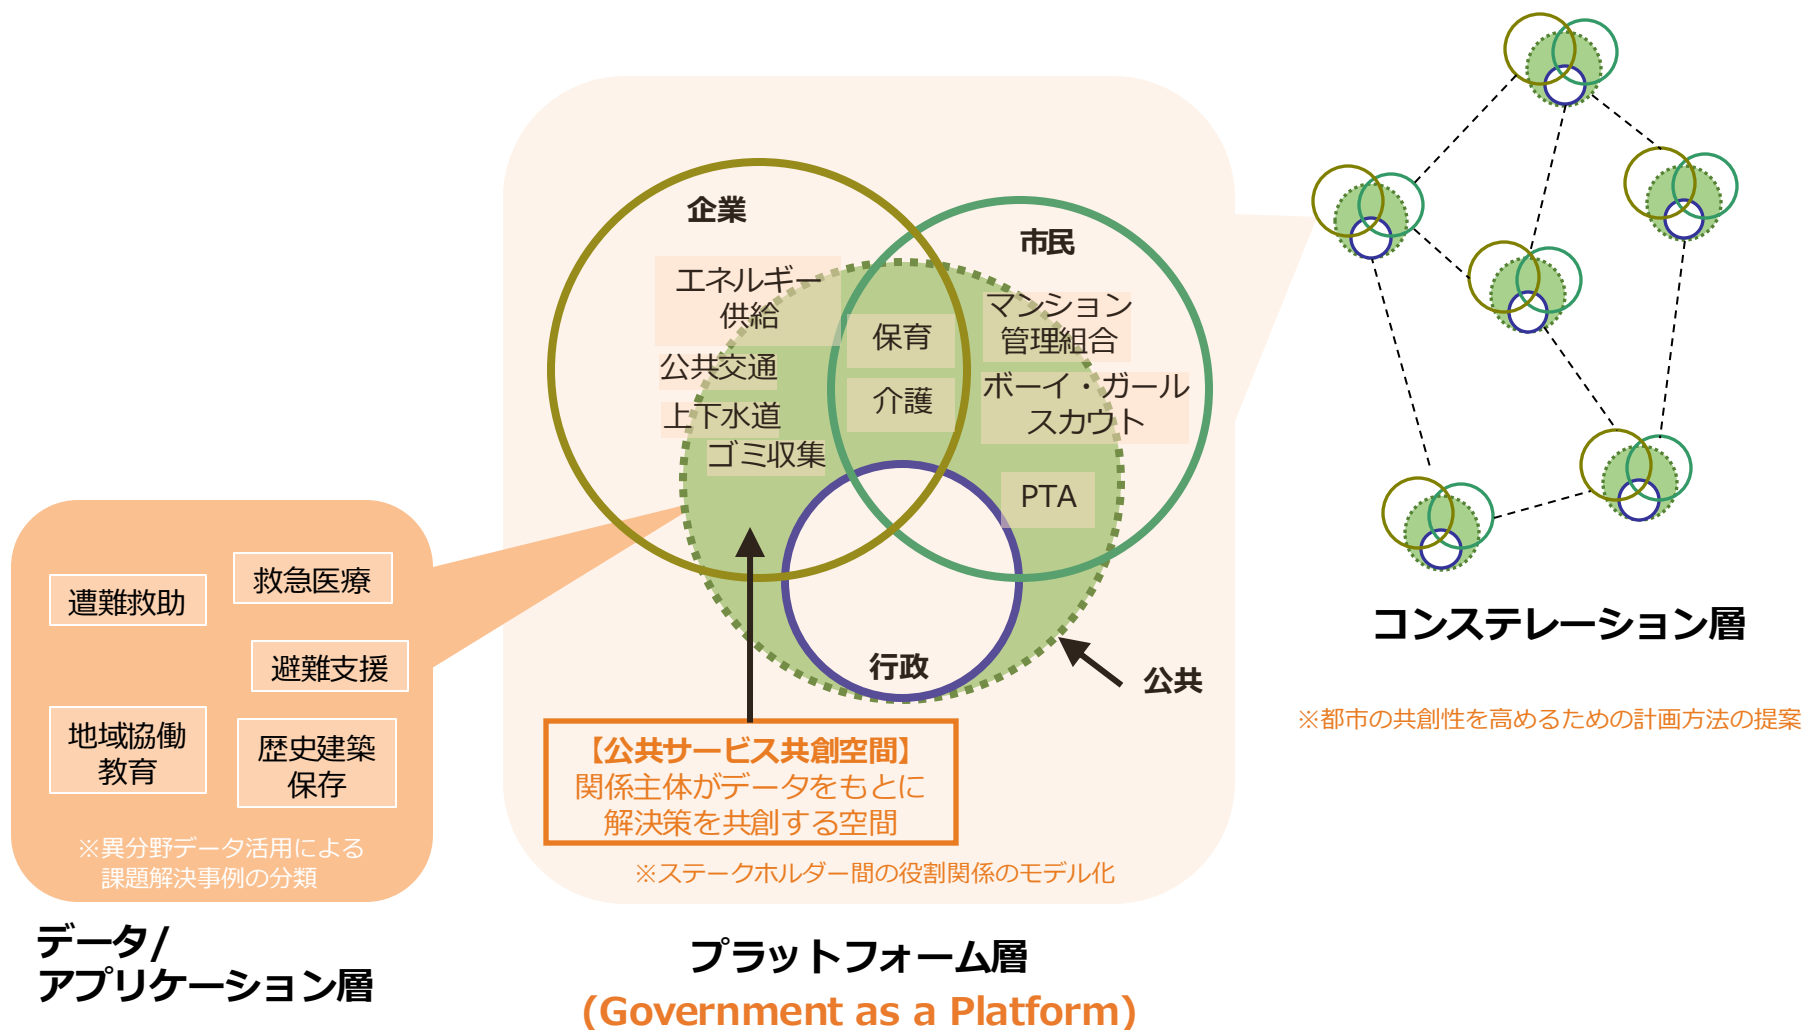 遭難救助
救急医療
避難支援
地域協働
教育
歴史建築
保存
※異分野データ活用による
課題解決事例の分類
データ/
アプリケーション層
企業
市民
エネルギー
供給
公共交通
上下水道
ゴミ収集
保育
介護
マンション
管理組合
ボーイ・ガール
スカウト
PTA
行政
公共
【公共サービス共創空間】
関係主体がデータをもとに
解決策を共創する空間
※ステークホルダー間の役割関係のモデル化
プラットフォーム層
(Government as a Platform)
コンステレーション層
※都市の共創性を高めるための計画方法の提案